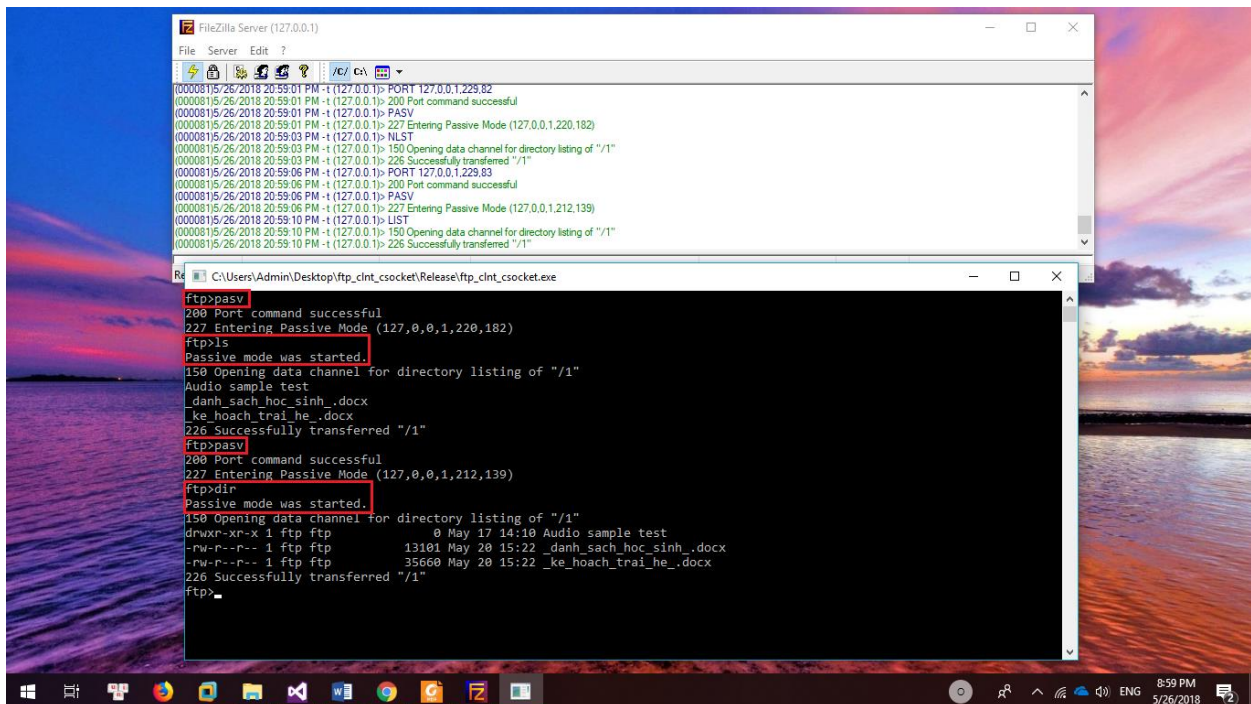 FileZilla Server (127.0.0.1)
File Server Edit ?
/C/ C:\
(000081)5/26/2018 20:59:01 PM -t (127.0.0.1)> PORT 127,0,0,1,229,82
(000081)5/26/2018 20:59:01 PM -t (127.0.0.1)> 200 Port command successful
(000081)5/26/2018 20:59:01 PM -t (127.0.0.1)> PASV
(000081)5/26/2018 20:59:01 PM -t (127.0.0.1)> 227 Entering Passive Mode (127,0,0,1,220,182)
(000081)5/26/2018 20:59:03 PM -t (127.0.0.1)> NLST
(000081)5/26/2018 20:59:03 PM -t (127.0.0.1)> 150 Opening data channel for directory listing of "/1"
(000081)5/26/2018 20:59:03 PM -t (127.0.0.1)> 226 Successfully transferred "/1"
(000081)5/26/2018 20:59:06 PM -t (127.0.0.1)> PORT 127,0,0,1,229,83
(000081)5/26/2018 20:59:06 PM -t (127.0.0.1)> 200 Port command successful
(000081)5/26/2018 20:59:06 PM -t (127.0.0.1)> PASV
(000081)5/26/2018 20:59:06 PM -t (127.0.0.1)> 227 Entering Passive Mode (127,0,0,1,212,139)
(000081)5/26/2018 20:59:10 PM -t (127.0.0.1)> LIST
(000081)5/26/2018 20:59:10 PM -t (127.0.0.1)> 150 Opening data channel for directory listing of "/1"
(000081)5/26/2018 20:59:10 PM -t (127.0.0.1)> 226 Successfully transferred "/1"
C:\Users\Admin\Desktop\ftp_clnt_csocket\Release\ftp_clnt_csocket.exe
ftp>pasv
200 Port command successful
227 Entering Passive Mode (127,0,0,1,220,182)
ftp>ls
Passive mode was started.
150 Opening data channel for directory listing of "/1"
Audio sample test
_danh_sach_hoc_sinh_.docx
_ke_hoach_trai_he_.docx
226 Successfully transferred "/1"
ftp>pasv
200 Port command successful
227 Entering Passive Mode (127,0,0,1,212,139)
ftp>dir
Passive mode was started.
150 Opening data channel for directory listing of "/1"
drwxr-xr-x 1 ftp ftp 0 May 17 14:10 Audio sample test
-rw-r--r-- 1 ftp ftp 13101 May 20 15:22 _danh_sach_hoc_sinh_.docx
-rw-r--r-- 1 ftp ftp 35660 May 20 15:22 _ke_hoach_trai_he_.docx
226 Successfully transferred "/1"
ftp>
ENG
8:59 PM
5/26/2018
2